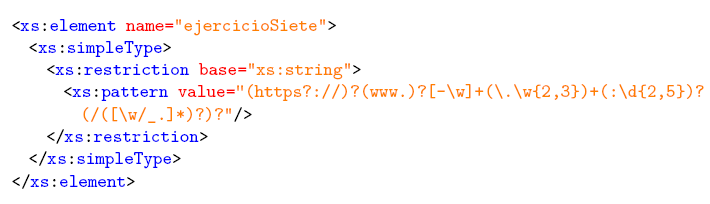 <xs:element name="ejercicioSiete">
<xs:simpleType>
<xs:restriction base="xs:string">
<xs:pattern value="(https?://)?(www.)?[-\w]+(\.\w{2,3})+(:\d{2,5})?
(/([\w/_.]*)?)?"/>
</xs:restriction>
</xs:simpleType>
</xs:element>